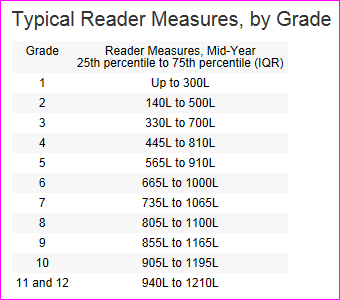 Typical Reader Measures, by Grade
Grade Reader Measures, Mid-Year
25th percentile to 75th percentile (IQR)
1 Up to 300L
2 140L to 500L
3 330L to 700L
4 445L to 810L
5 565L to 910L
6 665L to 1000L
7 735L to 1065L
8 805L to 1100L
9 855L to 1165L
10 905L to 1195L
11 and 12 940L to 1210L